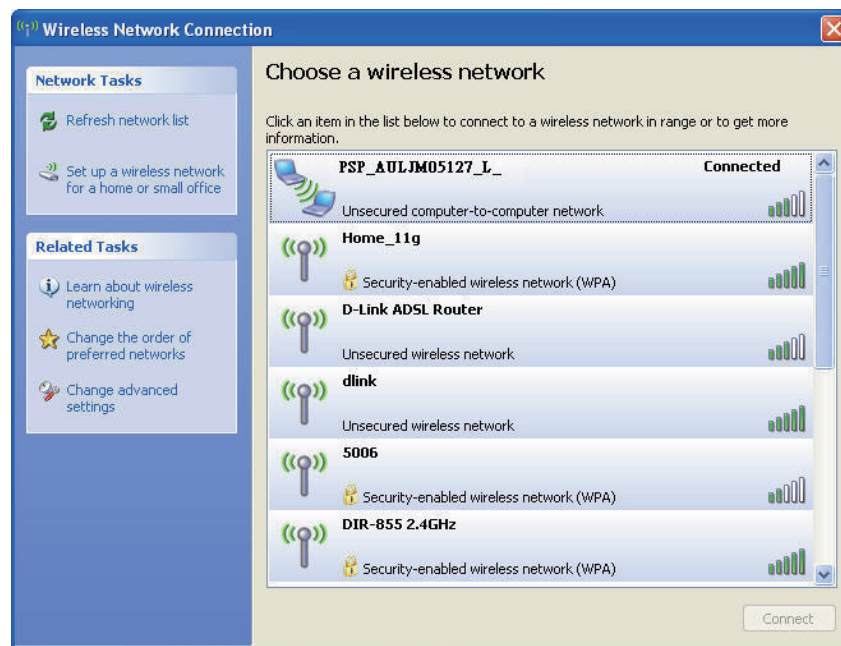 Wireless Network Connection
Network Tasks
Refresh network list
Set up a wireless network
for a home or small office
Related Tasks
Learn about wireless
networking
Change the order of
preferred networks
Change advanced
settings
Choose a wireless network
Click an item in the list below to connect to a wireless network in range or to get more
information.
PSP_AULJM05127_L_ Connected
Unsecured computer-to-computer network
Home_11g
Security-enabled wireless network (WPA)
D-Link ADSL Router
Unsecured wireless network
dlink
Unsecured wireless network
5006
Security-enabled wireless network (WPA)
DIR-855 2.4GHz
Security-enabled wireless network (WPA)
Connect